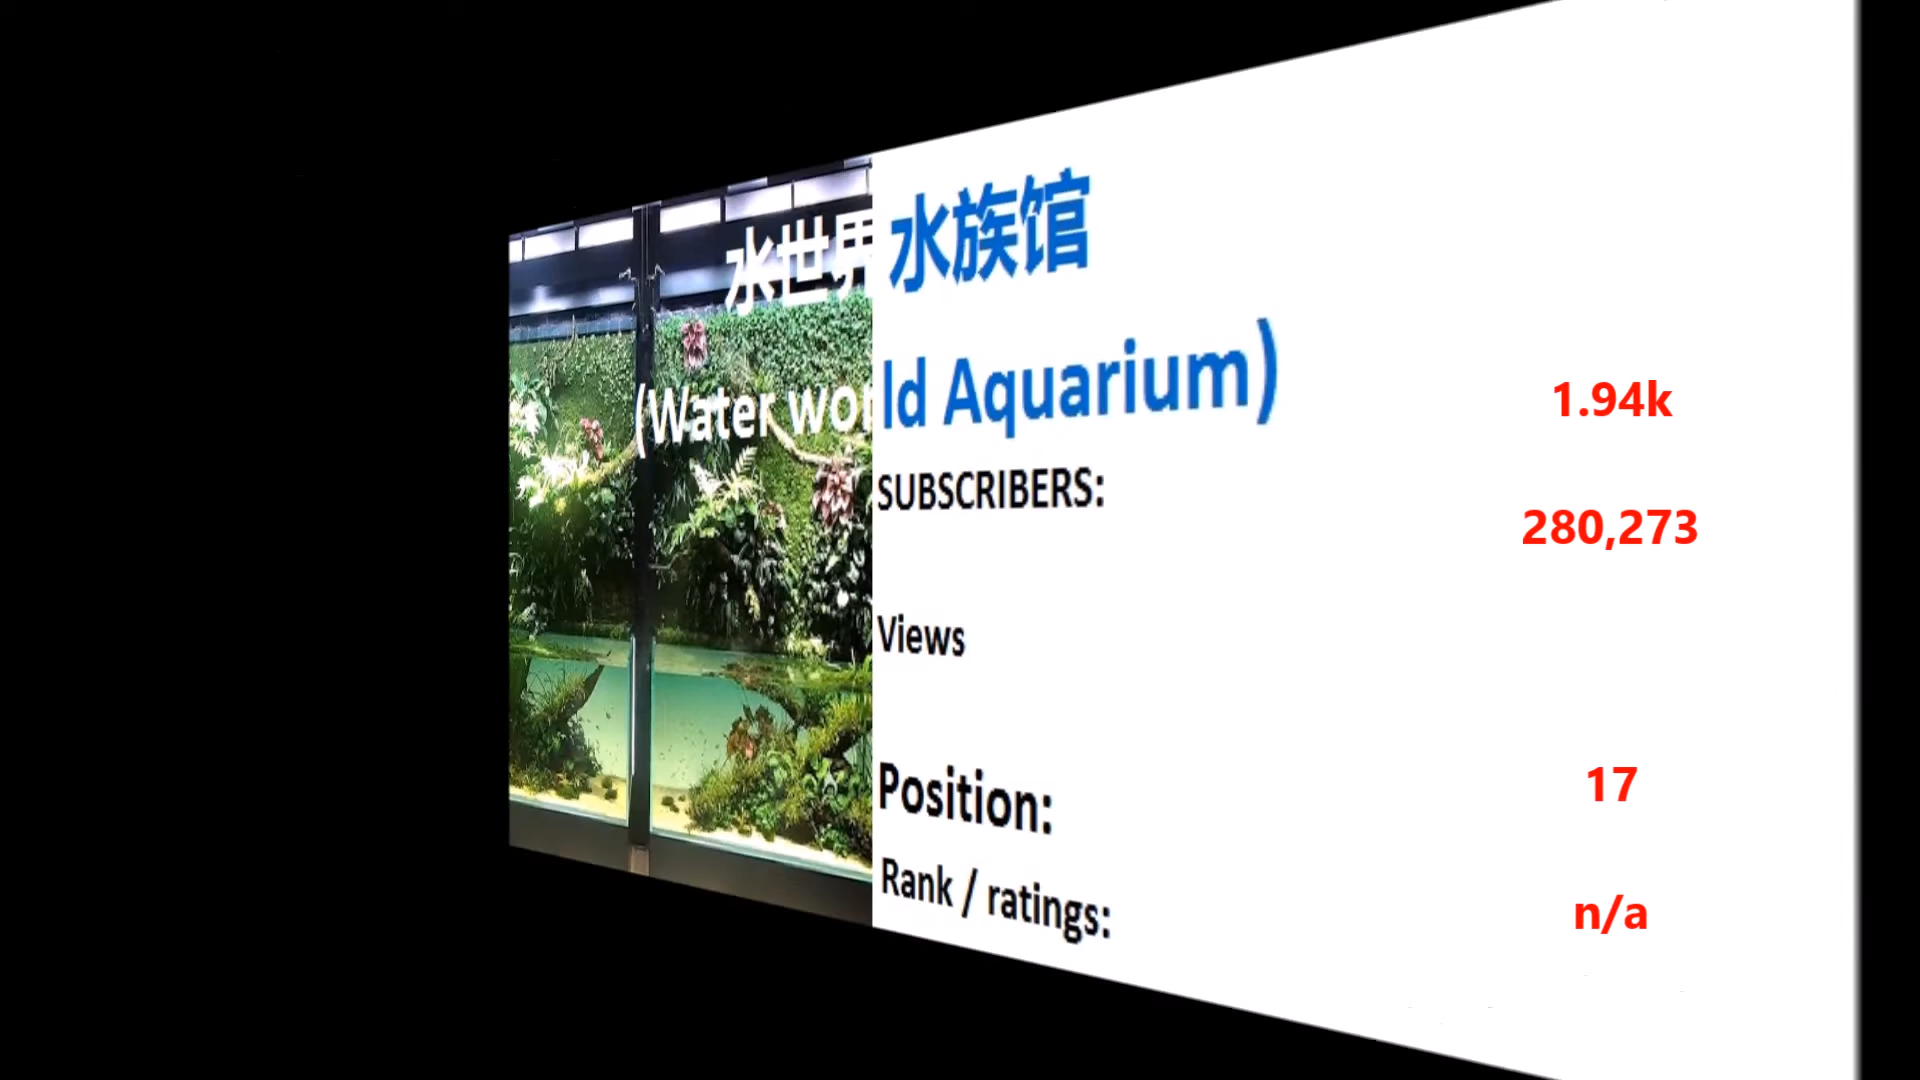 水世界水族馆
(Water world Aquarium)
1.94k
SUBSCRIBERS:
280,273
Views
Position:
17
Rank / ratings:
n/a